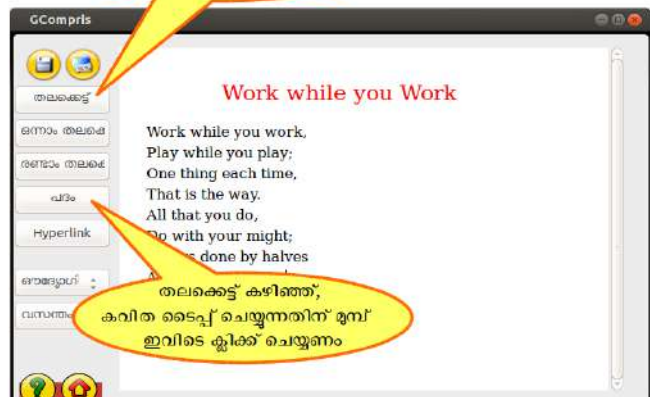 GCompris
തലക്കെട്ട്
Work while you Work
ഒന്നാം തലക്കെ
Work while you work,
Play while you play;
രണ്ടാം തലക്കെ
One thing each time,
That is the way.
പദം
All that you do,
Hyperlink
Do with your might;
done by halves
തലക്കെട്ട് കഴിഞ്ഞ്,
കവിത ടൈപ്പ് ചെയ്യുന്നതിന് മുമ്പ്
ഇവിടെ ക്ലിക്ക് ചെയ്യണം
ഔദ്യോഗി
വസന്തം